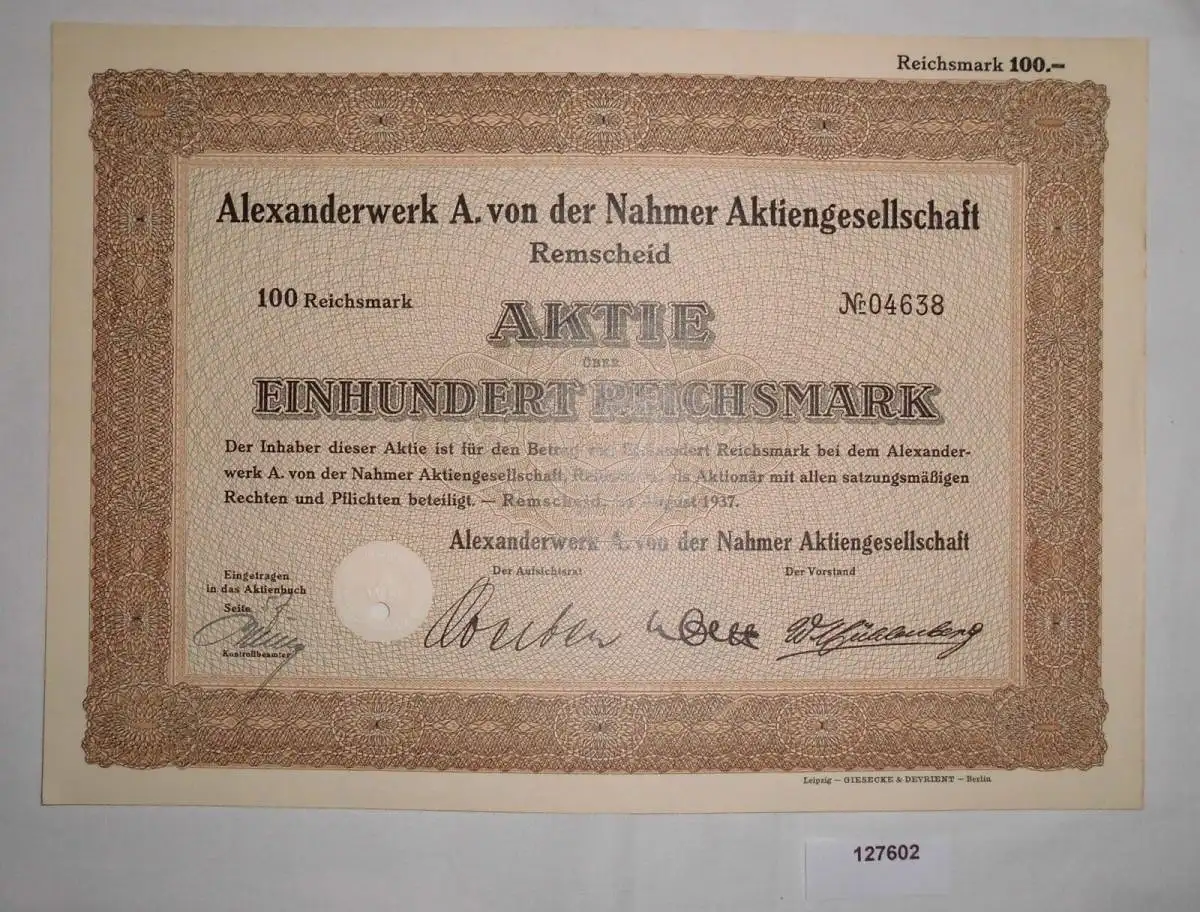 Reichsmark 100.–
Alexanderwerk A. von der Nahmer Aktiengesellschaft
Remscheid
100 Reichsmark
AKTIE
№ 04638
ÜBER
EINHUNDERT REICHSMARK
Der Inhaber dieser Aktie ist für den Betrag von Einhundert Reichsmark bei dem Alexander-
werk A. von der Nahmer Aktiengesellschaft, Remscheid, als Aktionär mit allen satzungsmäßigen
Rechten und Pflichten beteiligt. — Remscheid, im August 1937.
Alexanderwerk A. von der Nahmer Aktiengesellschaft
Der Aufsichtsrat
Der Vorstand
Eingetragen
in das Aktienbuch
Seite
Kontrollbeamter
Leipzig – GIESECKE & DEVRIENT – Berlin
127602